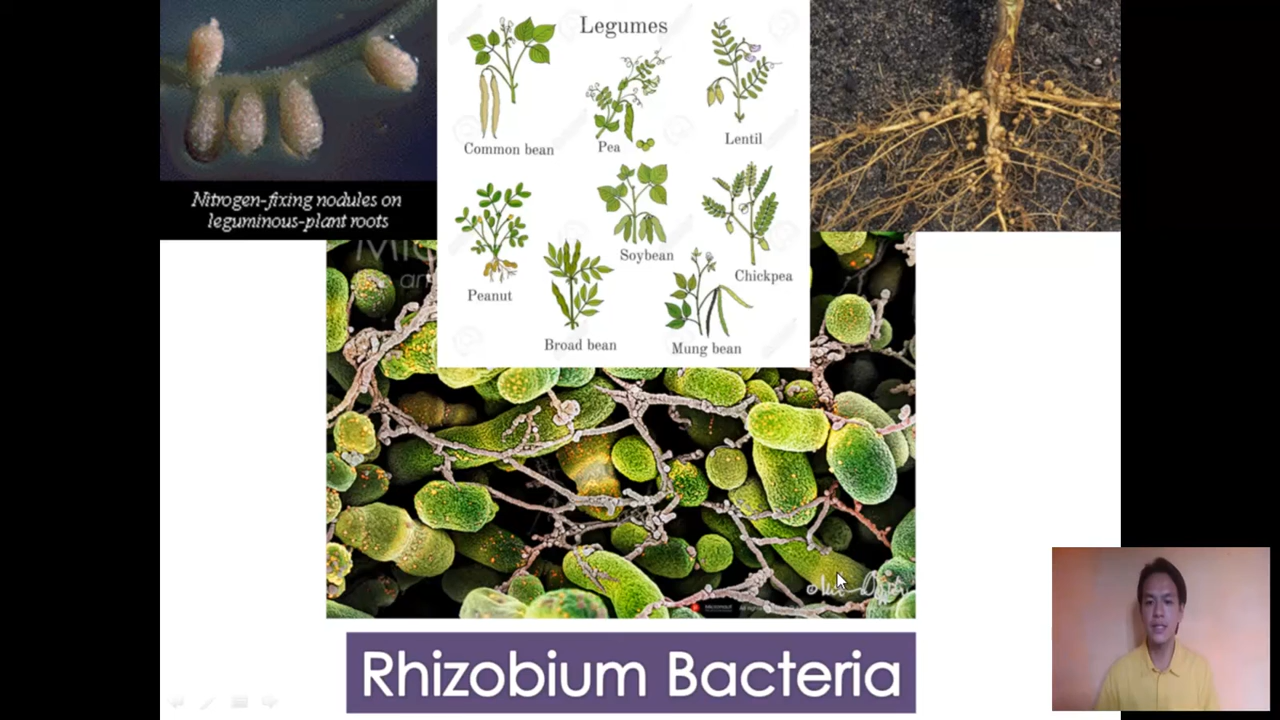 Legumes
Common bean
Pea
Lentil
Nitrogen-fixing nodules on
leguminous-plant roots
Peanut
Soybean
Chickpea
Broad bean
Mung bean
Micronaut
Rhizobium Bacteria